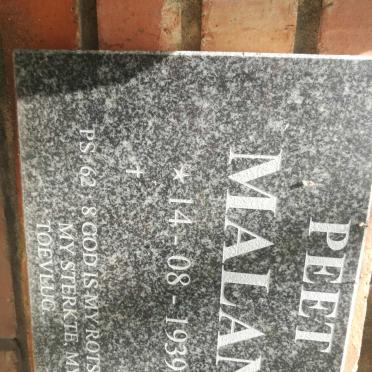 PEET
MALAN
★ 14 - 08 - 1939
†
PS. 62 8 GOD IS MY ROTS
MY STERKTE MY
TOEVLUG